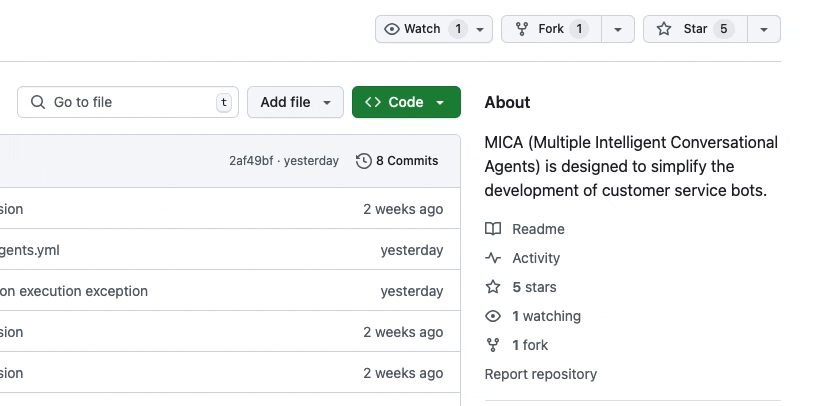 Watch 1
Fork 1
Star 5
Go to file
t
Add file
Code
About
MICA (Multiple Intelligent Conversational
Agents) is designed to simplify the
development of customer service bots.
2af49bf · yesterday
8 Commits
sion
2 weeks ago
gents.yml
yesterday
on execution exception
yesterday
sion
2 weeks ago
sion
2 weeks ago
Readme
Activity
5 stars
1 watching
1 fork
Report repository